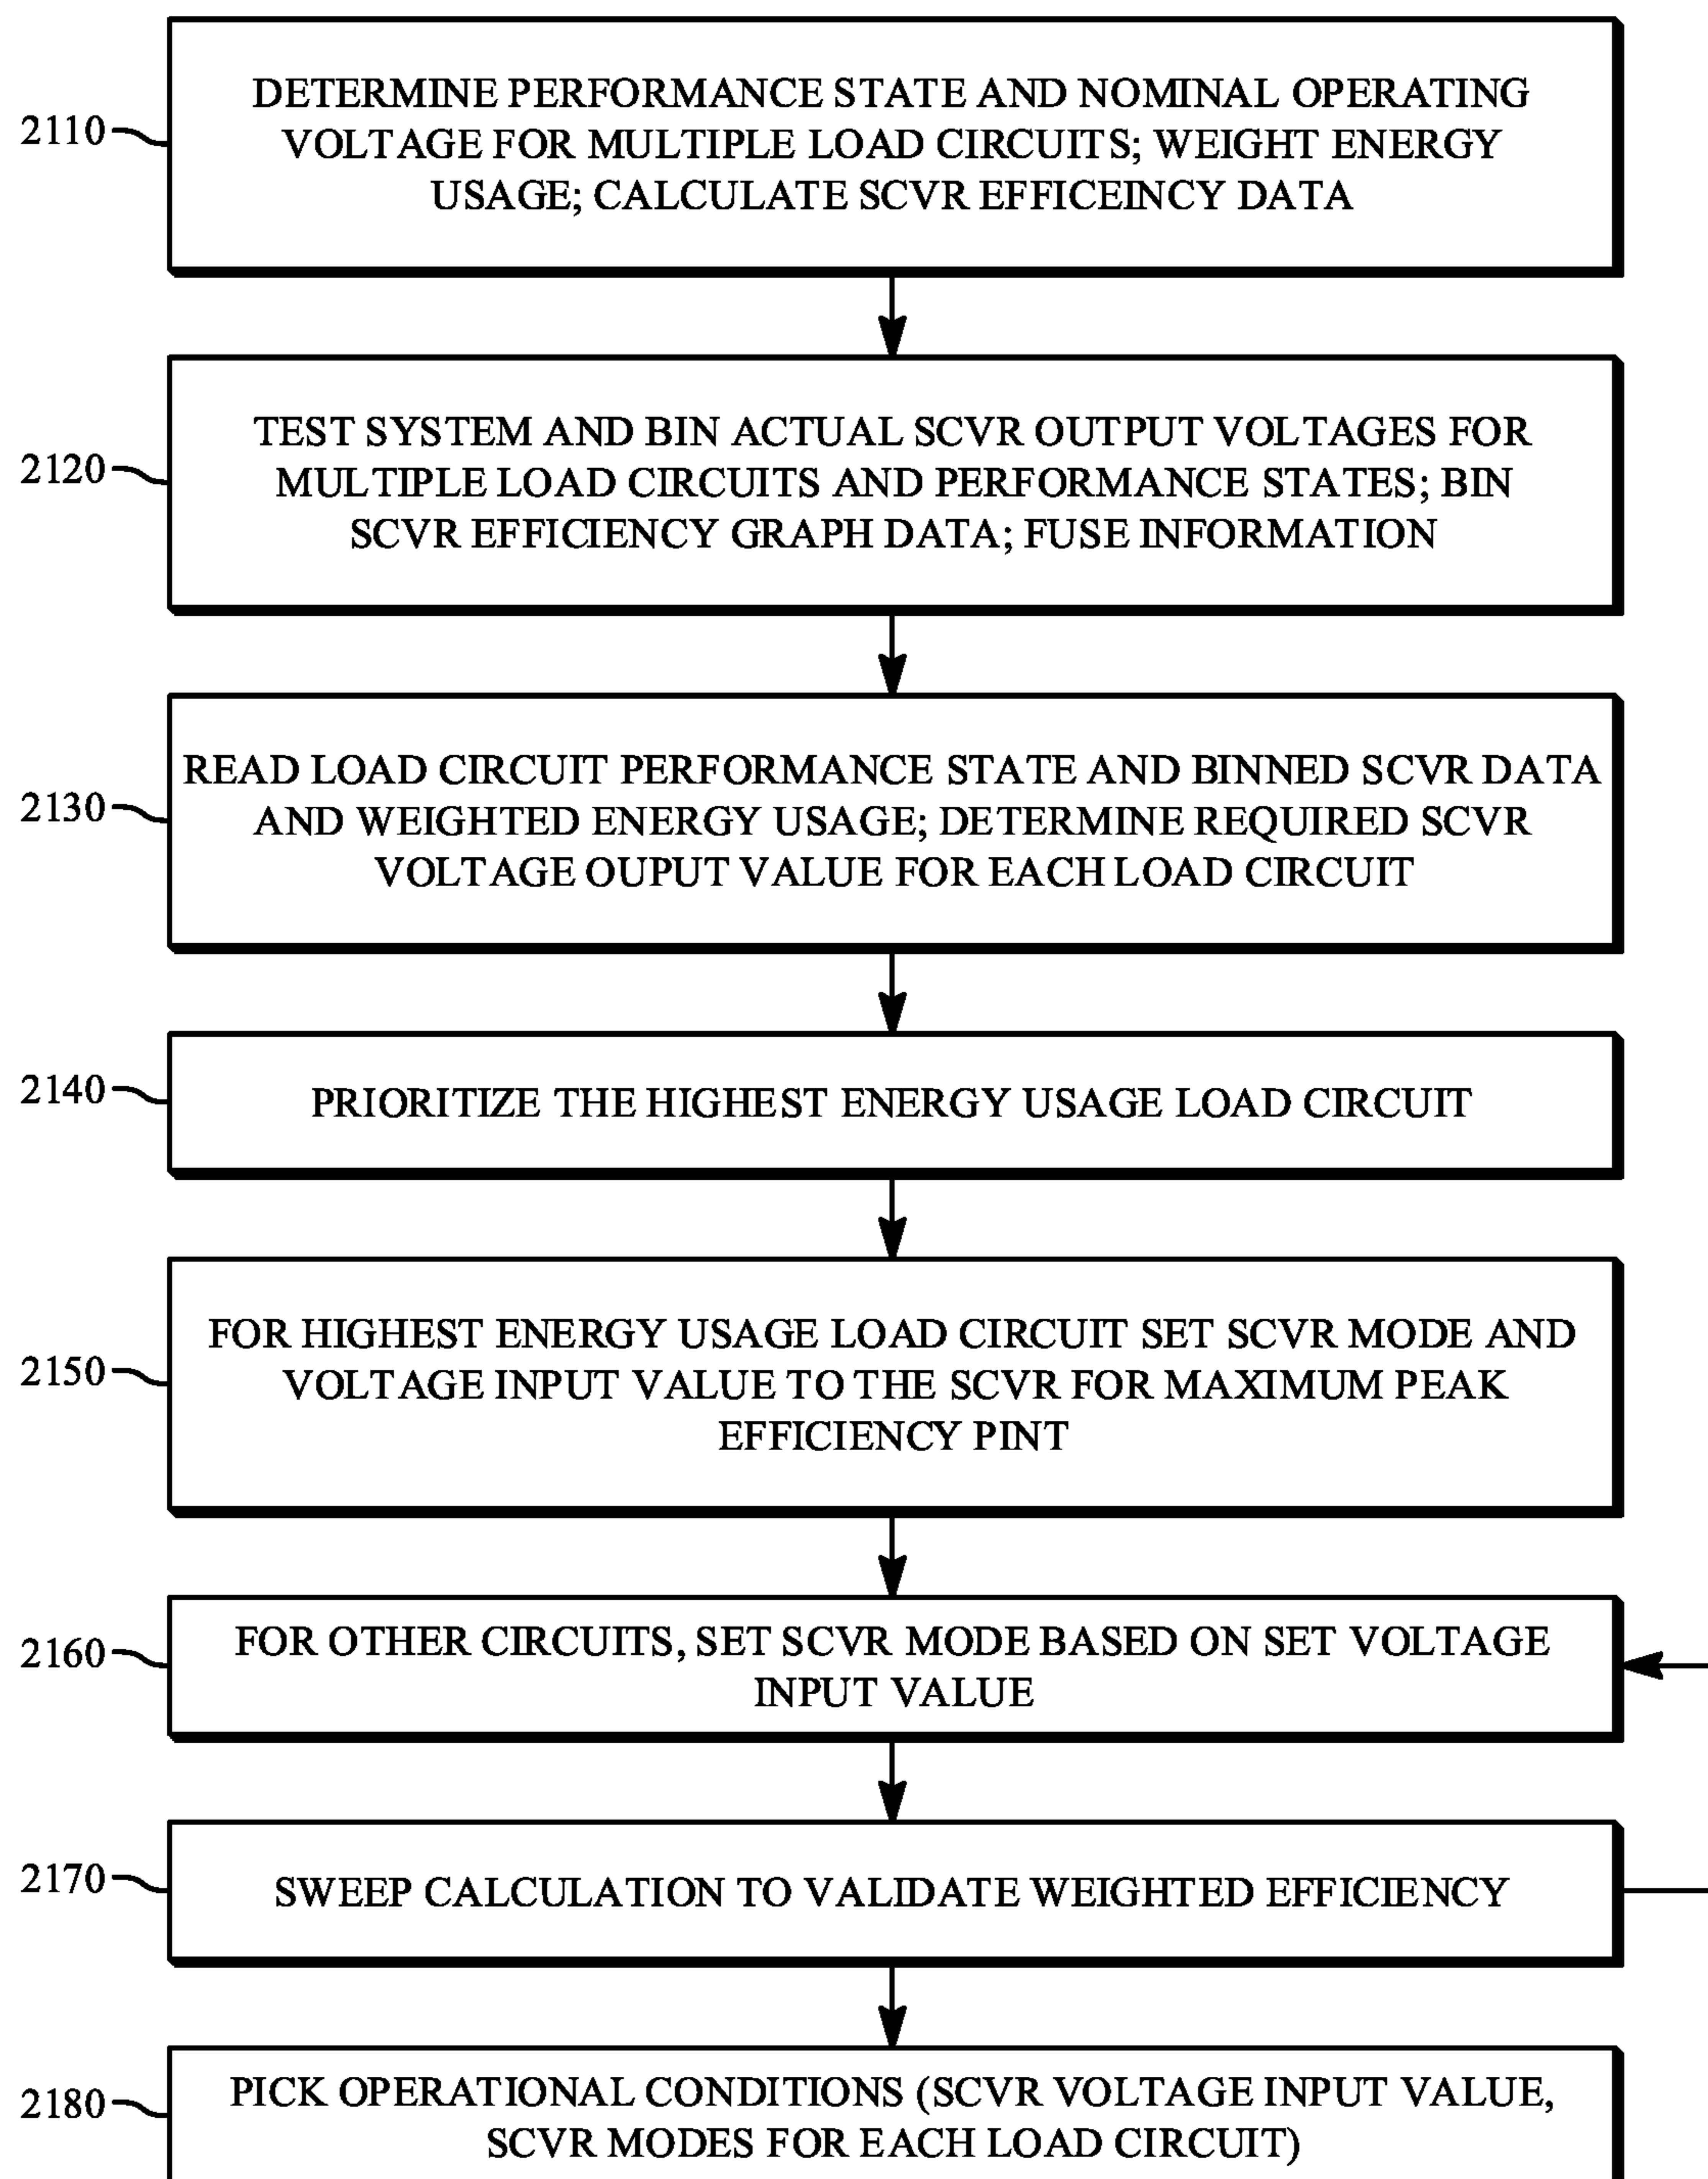 2110
DETERMINE PERFORMANCE STATE AND NOMINAL OPERATING
VOLTAGE FOR MULTIPLE LOAD CIRCUITS; WEIGHT ENERGY
USAGE; CALCULATE SCVR EFFICEINCY DATA
2120
TEST SYSTEM AND BIN ACTUAL SCVR OUTPUT VOLTAGES FOR
MULTIPLE LOAD CIRCUITS AND PERFORMANCE STATES; BIN
SCVR EFFICIENCY GRAPH DATA; FUSE INFORMATION
2130
READ LOAD CIRCUIT PERFORMANCE STATE AND BINNED SCVR DATA
AND WEIGHTED ENERGY USAGE; DETERMINE REQUIRED SCVR
VOLTAGE OUPUT VALUE FOR EACH LOAD CIRCUIT
2140
PRIORITIZE THE HIGHEST ENERGY USAGE LOAD CIRCUIT
2150
FOR HIGHEST ENERGY USAGE LOAD CIRCUIT SET SCVR MODE AND
VOLTAGE INPUT VALUE TO THE SCVR FOR MAXIMUM PEAK
EFFICIENCY PINT
2160
FOR OTHER CIRCUITS, SET SCVR MODE BASED ON SET VOLTAGE
INPUT VALUE
2170
SWEEP CALCULATION TO VALIDATE WEIGHTED EFFICIENCY
2180
PICK OPERATIONAL CONDITIONS (SCVR VOLTAGE INPUT VALUE,
SCVR MODES FOR EACH LOAD CIRCUIT)